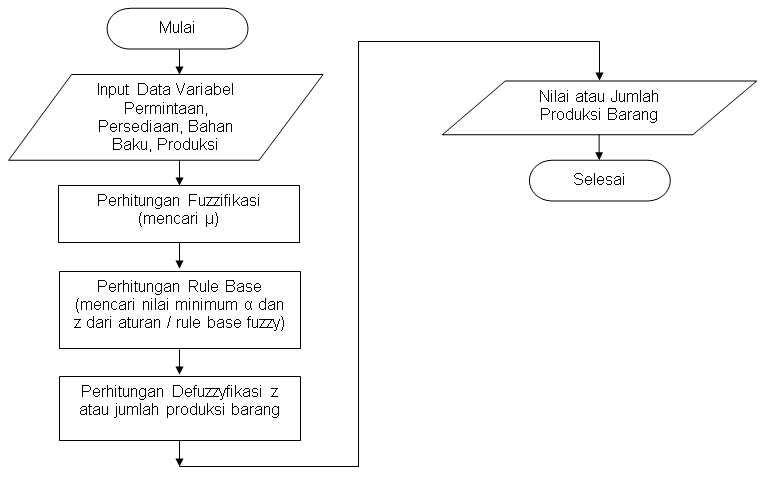 Mulai
Input Data Variabel
Permintaan,
Persediaan, Bahan
Baku, Produksi
Perhitungan Fuzzifikasi
(mencari µ)
Perhitungan Rule Base
(mencari nilai minimum α dan
z dari aturan / rule base fuzzy)
Perhitungan Defuzzyfikasi z
atau jumlah produksi barang
Nilai atau Jumlah
Produksi Barang
Selesai